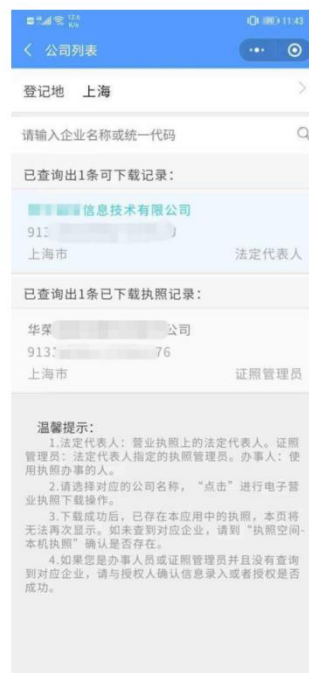 12.6
K/s
11:43
公司列表
登记地 上海
请输入企业名称或统一代码
已查询出1条可下载记录：
信息技术有限公司
913
上海市 法定代表人
已查询出1条已下载执照记录：
华荣 公司
9133 76
上海市 证照管理员
温馨提示：
1.法定代表人：营业执照上的法定代表人。证照
管理员：法定代表人指定的执照管理员。办事人：使
用执照办事的人。
2.请选择对应的公司名称，“点击”进行电子营
业执照下载操作。
3.下载成功后，已存在本应用中的执照，本页将
无法再次显示。如未查到对应企业，请到“执照空间-
本机执照”确认是否存在。
4.如果您是办事人员或证照管理员并且没有查询
到对应企业，请与授权人确认信息录入或者授权是否
成功。